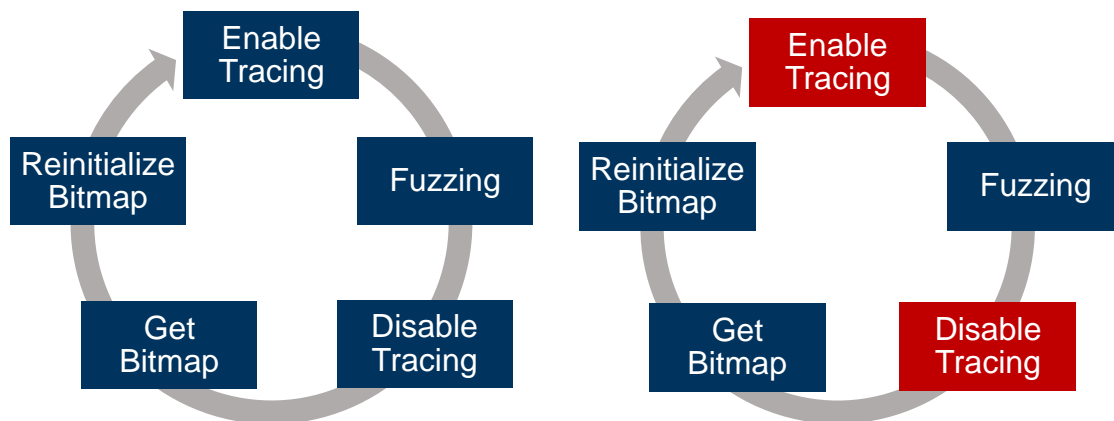 Enable
Tracing
Fuzzing
Disable
Tracing
Get
Bitmap
Reinitialize
Bitmap
Enable
Tracing
Fuzzing
Disable
Tracing
Get
Bitmap
Reinitialize
Bitmap